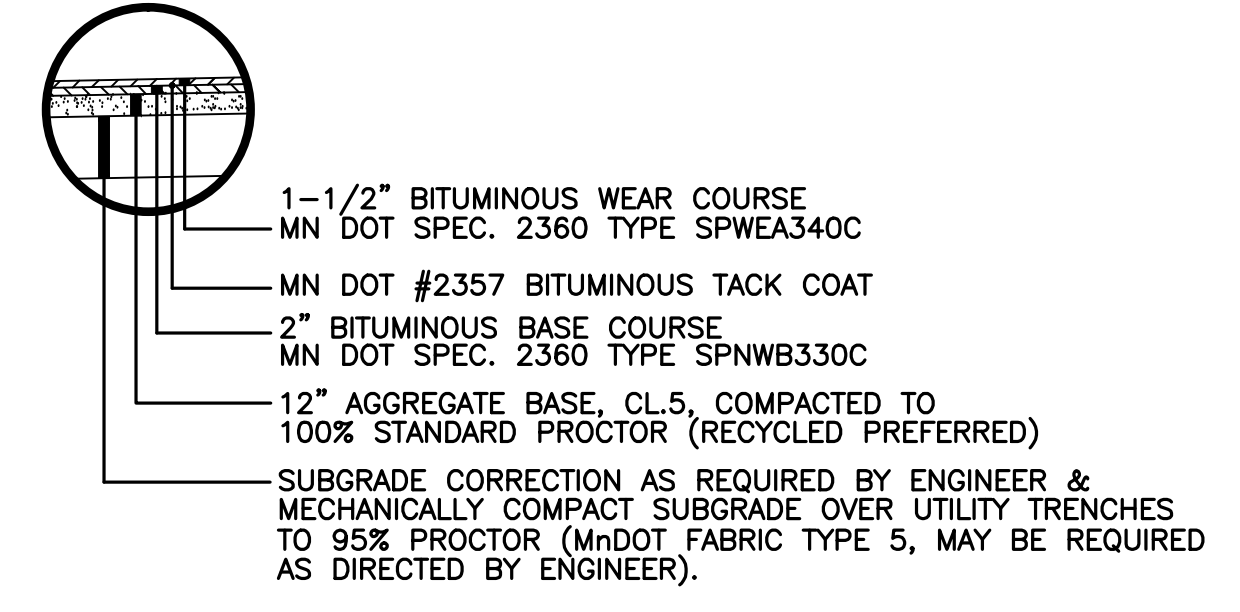 1-1/2" BITUMINOUS WEAR COURSE
MN DOT SPEC. 2360 TYPE SPWEA340C
MN DOT #2357 BITUMINOUS TACK COAT
2" BITUMINOUS BASE COURSE
MN DOT SPEC. 2360 TYPE SPNWB330C
12" AGGREGATE BASE, CL.5, COMPACTED TO
100% STANDARD PROCTOR (RECYCLED PREFERRED)
SUBGRADE CORRECTION AS REQUIRED BY ENGINEER &
MECHANICALLY COMPACT SUBGRADE OVER UTILITY TRENCHES
TO 95% PROCTOR (MnDOT FABRIC TYPE 5, MAY BE REQUIRED
AS DIRECTED BY ENGINEER).